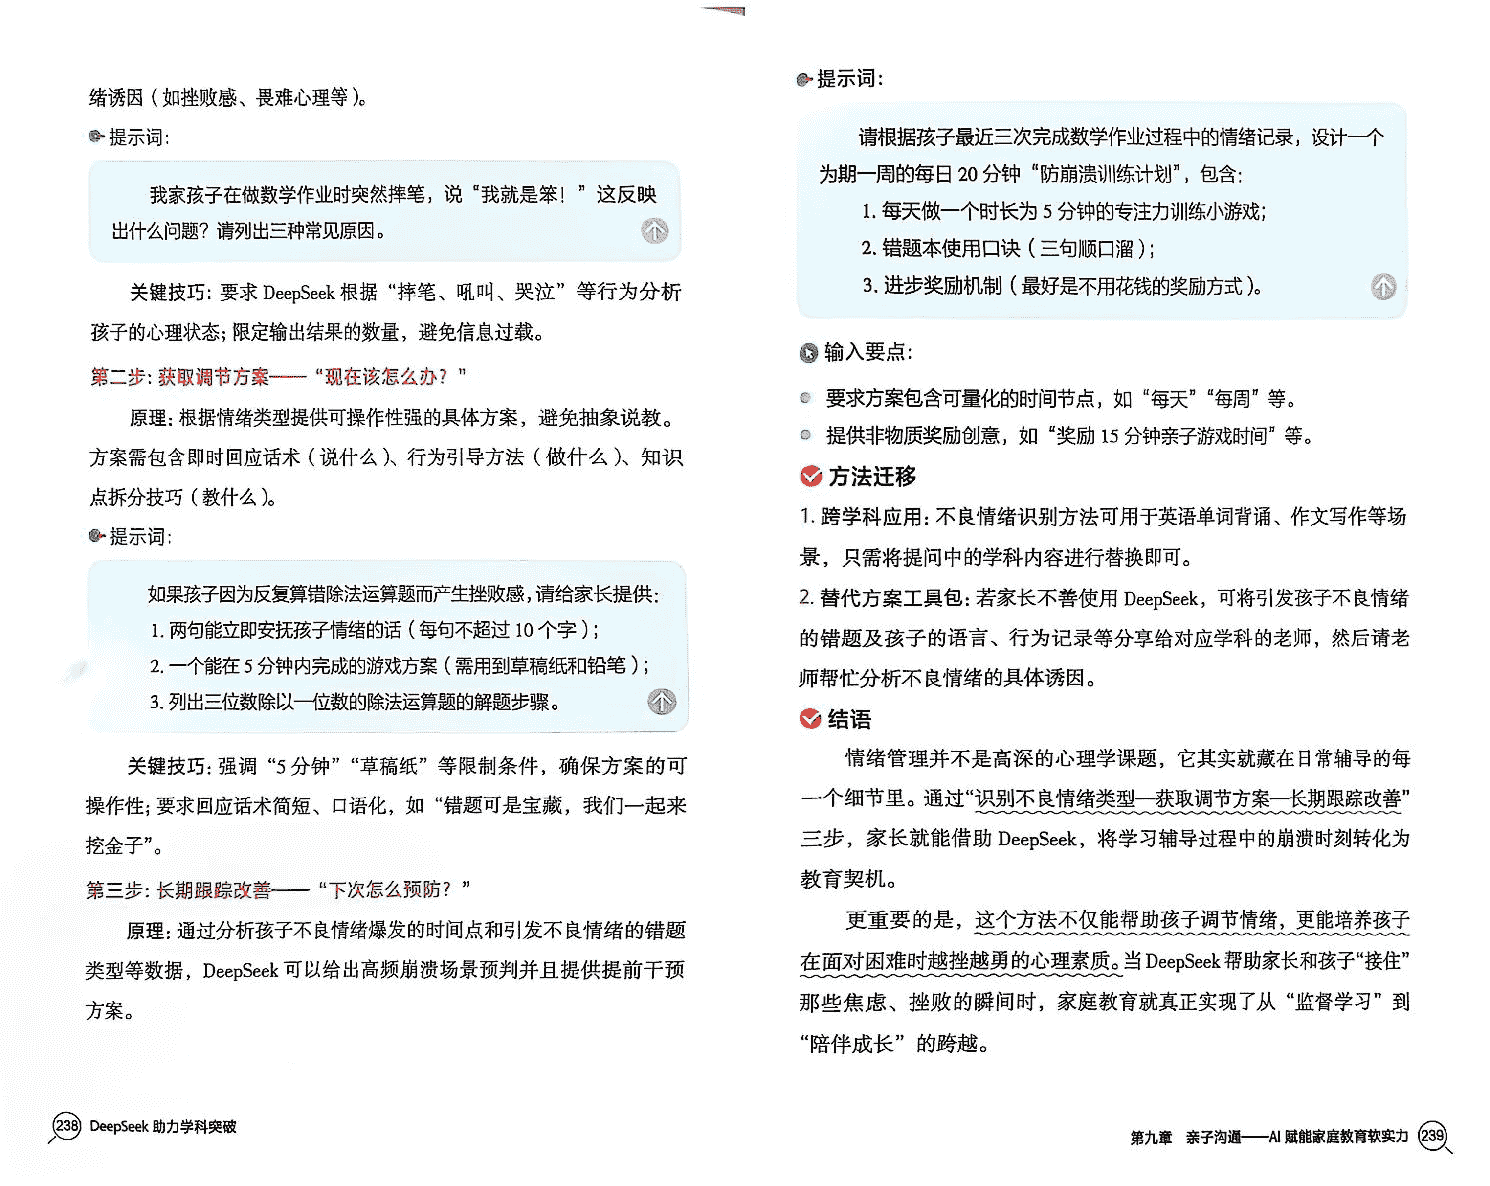 绪诱因（如挫败感、畏难心理等）。
提示词：
我家孩子在做数学作业时突然摔笔，说“我就是笨！”这反映
出什么问题？请列出三种常见原因。
关键技巧：要求 DeepSeek 根据“摔笔、吼叫、哭泣”等行为分析
孩子的心理状态；限定输出结果的数量，避免信息过载。
第二步：获取调节方案——“现在该怎么办？”
原理：根据情绪类型提供可操作性强的具体方案，避免抽象说教。
方案需包含即时回应话术（说什么）、行为引导方法（做什么）、知识
点拆分技巧（教什么）。
提示词：
如果孩子因为反复算错除法运算题而产生挫败感，请给家长提供：
1. 两句能立即安抚孩子情绪的话（每句不超过 10 个字）；
2. 一个能在 5 分钟内完成的游戏方案（需用到草稿纸和铅笔）；
3. 列出三位数除以一位数的除法运算题的解题步骤。
关键技巧：强调“5 分钟”“草稿纸”等限制条件，确保方案的可
操作性；要求回应话术简短、口语化，如“错题可是宝藏，我们一起来
挖金子”。
第三步：长期跟踪改善——“下次怎么预防？”
原理：通过分析孩子不良情绪爆发的时间点和引发不良情绪的错题
类型等数据，DeepSeek 可以给出高频崩溃场景预判并且提供提前干预
方案。
238 DeepSeek 助力学科突破
提示词：
请根据孩子最近三次完成数学作业过程中的情绪记录，设计一个
为期一周的每日 20 分钟“防崩溃训练计划”，包含：
1. 每天做一个时长为 5 分钟的专注力训练小游戏；
2. 错题本使用口诀（三句顺口溜）；
3. 进步奖励机制（最好是不用花钱的奖励方式）。
输入要点：
要求方案包含可量化的时间节点，如“每天”“每周”等。
提供非物质奖励创意，如“奖励 15 分钟亲子游戏时间”等。
方法迁移
1. 跨学科应用：不良情绪识别方法可用于英语单词背诵、作文写作等场
景，只需将提问中的学科内容进行替换即可。
2. 替代方案工具包：若家长不善使用 DeepSeek，可将引发孩子不良情绪
的错题及孩子的语言、行为记录等分享给对应学科的老师，然后请老
师帮忙分析不良情绪的具体诱因。
结语
情绪管理并不是高深的心理学课题，它其实就藏在日常辅导的每
一个细节里。通过“识别不良情绪类型—获取调节方案—长期跟踪改善”
三步，家长就能借助 DeepSeek，将学习辅导过程中的崩溃时刻转化为
教育契机。
更重要的是，这个方法不仅能帮助孩子调节情绪，更能培养孩子
在面对困难时越挫越勇的心理素质。当 DeepSeek 帮助家长和孩子“接住”
那些焦虑、挫败的瞬间时，家庭教育就真正实现了从“监督学习”到
“陪伴成长”的跨越。
第九章 亲子沟通——AI 赋能家庭教育软实力 239